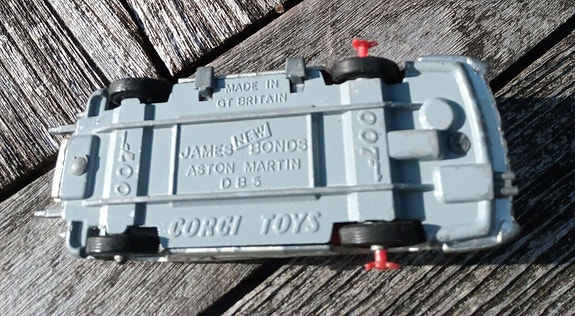 MADE IN
GT BRITAIN
NEW
JAMES BONDS
ASTON MARTIN
DB5
007
007
CORGI TOYS